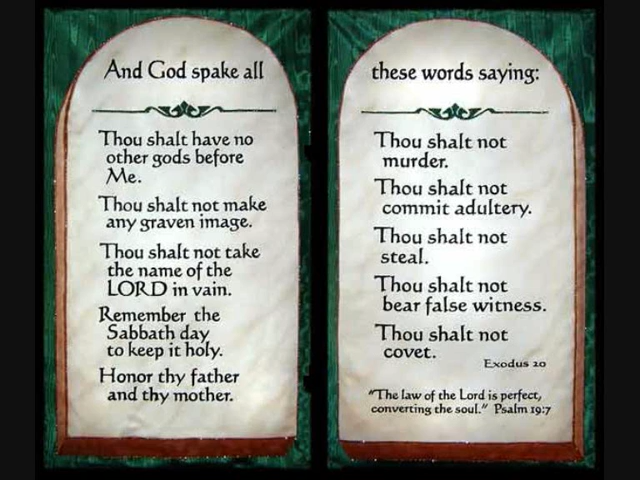 And God spake all
Thou shalt have no
other gods before
Me.
Thou shalt not make
any graven image.
Thou shalt not take
the name of the
LORD in vain.
Remember the
Sabbath day
to keep it holy.
Honor thy father
and thy mother.
these words saying:
Thou shalt not
murder.
Thou shalt not
commit adultery.
Thou shalt not
steal.
Thou shalt not
bear false witness.
Thou shalt not
covet.
Exodus 20
"The law of the Lord is perfect,
converting the soul." Psalm 19:7